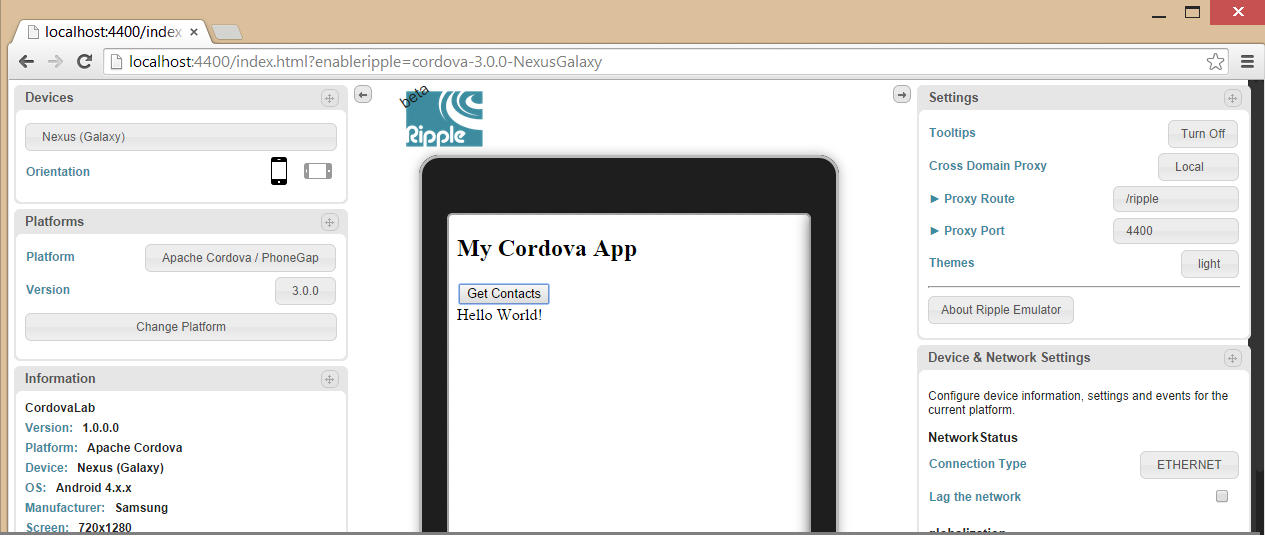 localhost:4400/index
localhost:4400/index.html?enableripple=cordova-3.0.0-NexusGalaxy
Devices
Nexus (Galaxy)
Orientation
Platforms
Platform Apache Cordova / PhoneGap
Version 3.0.0
Change Platform
Information
CordovaLab
Version: 1.0.0.0
Platform: Apache Cordova
Device: Nexus (Galaxy)
OS: Android 4.x.x
Manufacturer: Samsung
Screen: 720x1280
beta
Ripple
My Cordova App
Get Contacts
Hello World!
Settings
Tooltips Turn Off
Cross Domain Proxy Local
► Proxy Route /ripple
► Proxy Port 4400
Themes light
About Ripple Emulator
Device & Network Settings
Configure device information, settings and events for the
current platform.
NetworkStatus
Connection Type ETHERNET
Lag the network
globalization